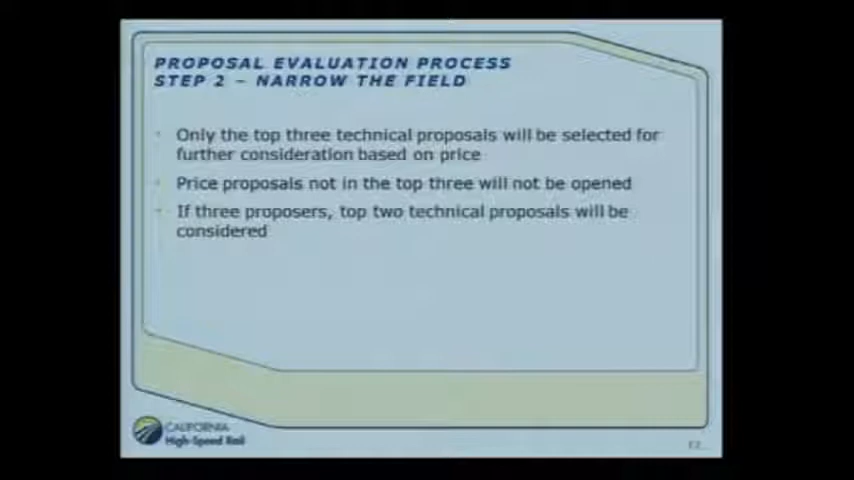 PROPOSAL EVALUATION PROCESS
STEP 2 – NARROW THE FIELD
Only the top three technical proposals will be selected for
further consideration based on price
Price proposals not in the top three will not be opened
If three proposers, top two technical proposals will be
considered
CALIFORNIA
High-Speed Rail